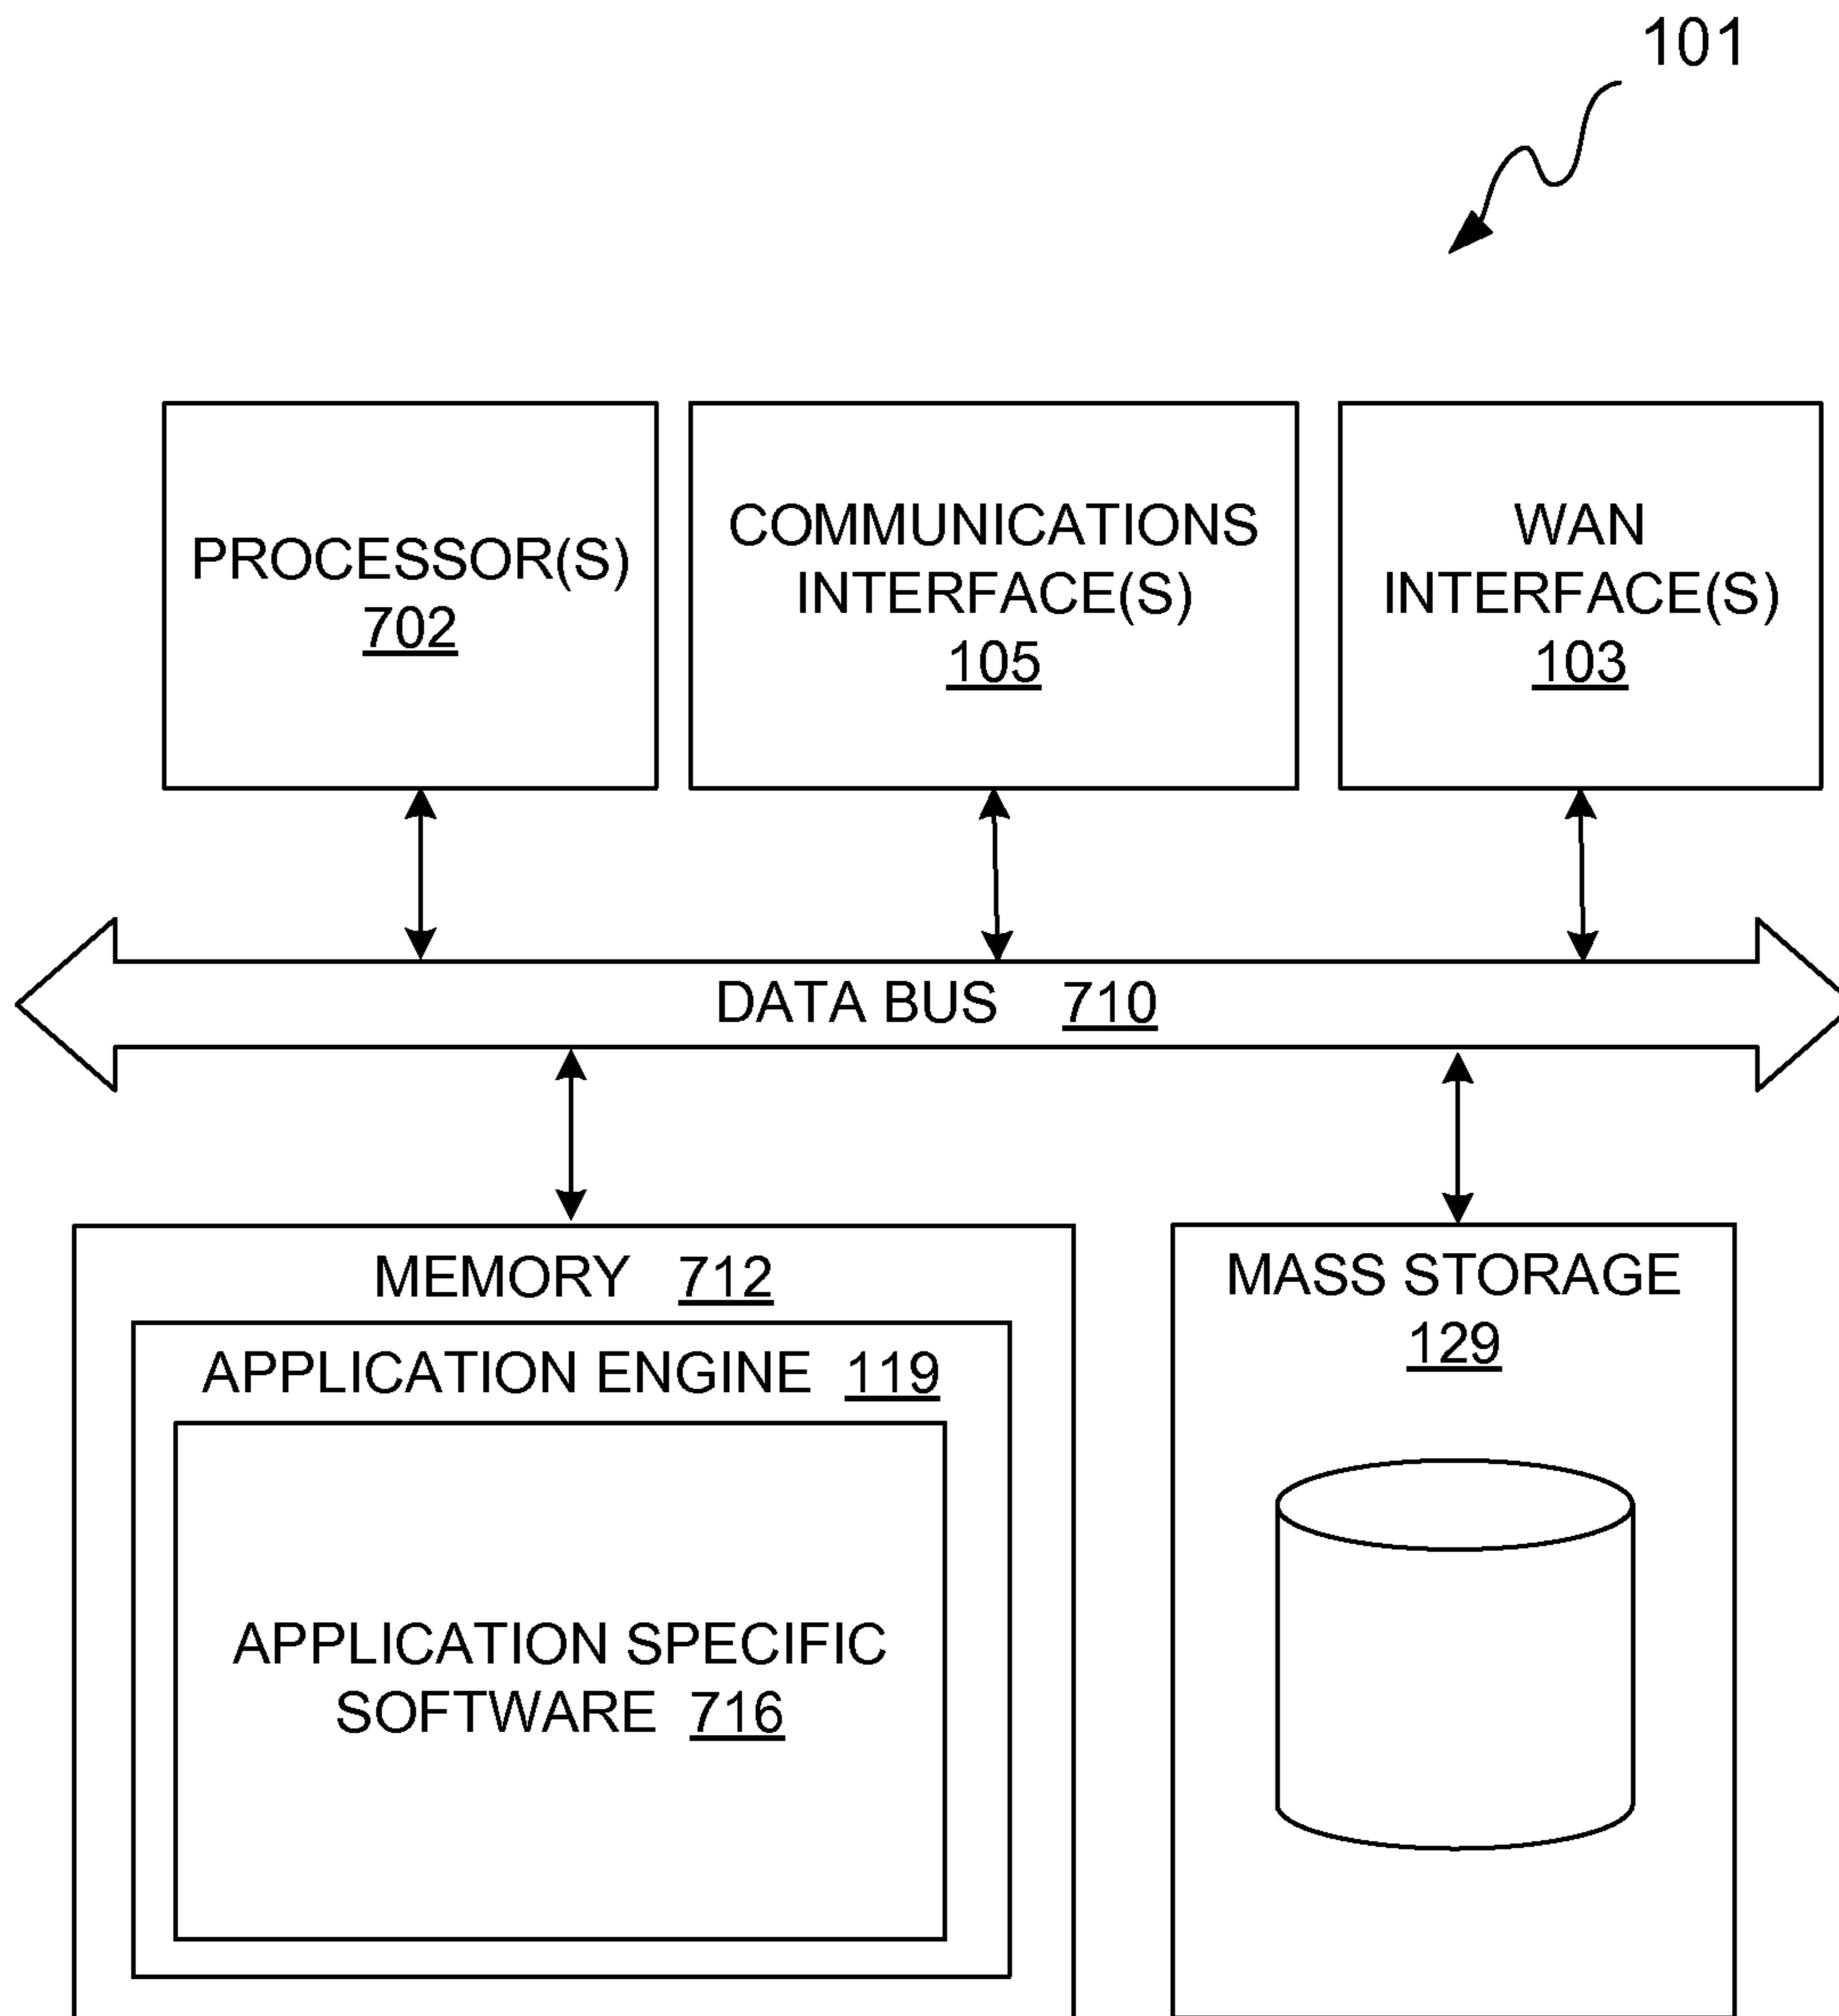 101
PROCESSOR(S)
702
COMMUNICATIONS
INTERFACE(S)
105
WAN
INTERFACE(S)
103
DATA BUS 710
MEMORY 712
APPLICATION ENGINE 119
APPLICATION SPECIFIC
SOFTWARE 716
MASS STORAGE
129